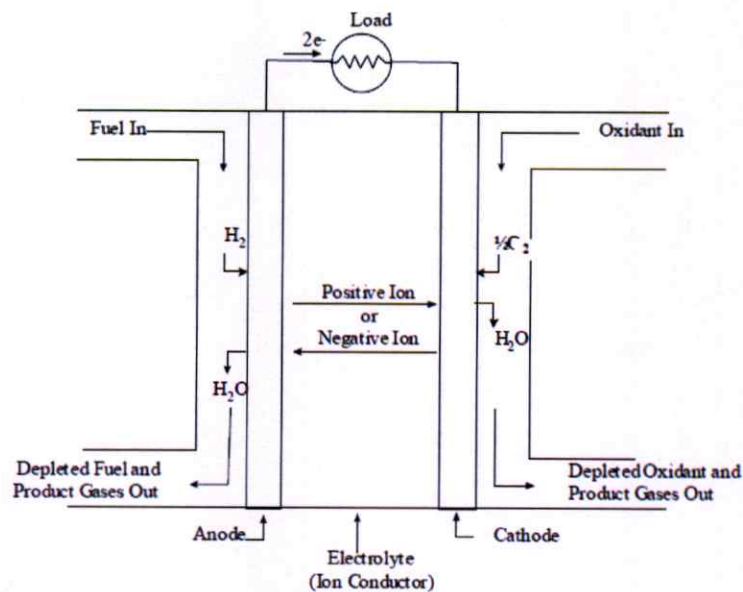 Load
2e-
Fuel In
Oxidant In
H₂
½C₂
Positive Ion
or
Negative Ion
H₂O
H₂O
Depleted Fuel and
Product Gases Out
Depleted Oxidant and
Product Gases Out
Anode
Cathode
Electrolyte
(Ion Conductor)